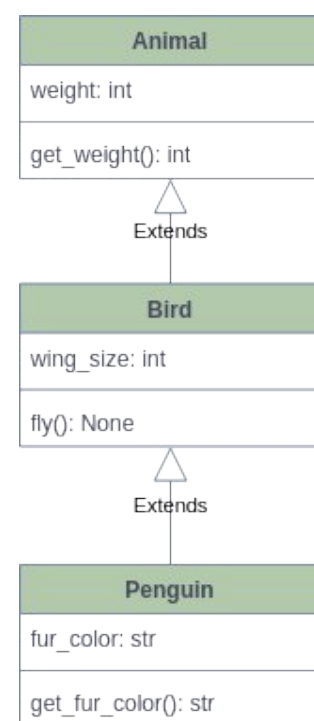 Animal
weight: int
get_weight(): int
Extends
Bird
wing_size: int
fly(): None
Extends
Penguin
fur_color: str
get_fur_color(): str